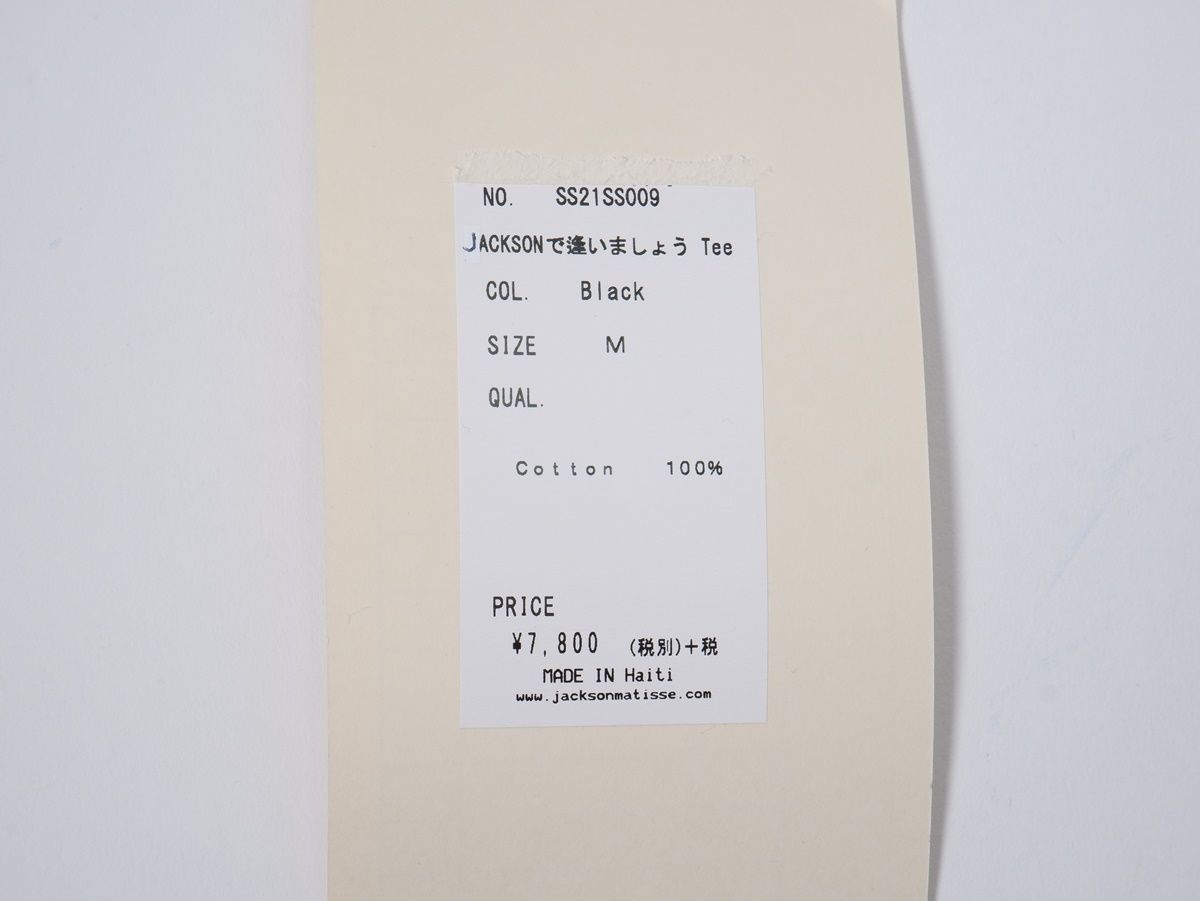 NO. SS21SS009
JACKSONで逢いましょう Tee
COL. Black
SIZE M
QUAL.
Cotton 100%
PRICE
¥7,800 (税別)+税
MADE IN Haiti
www.jacksonmatisse.com